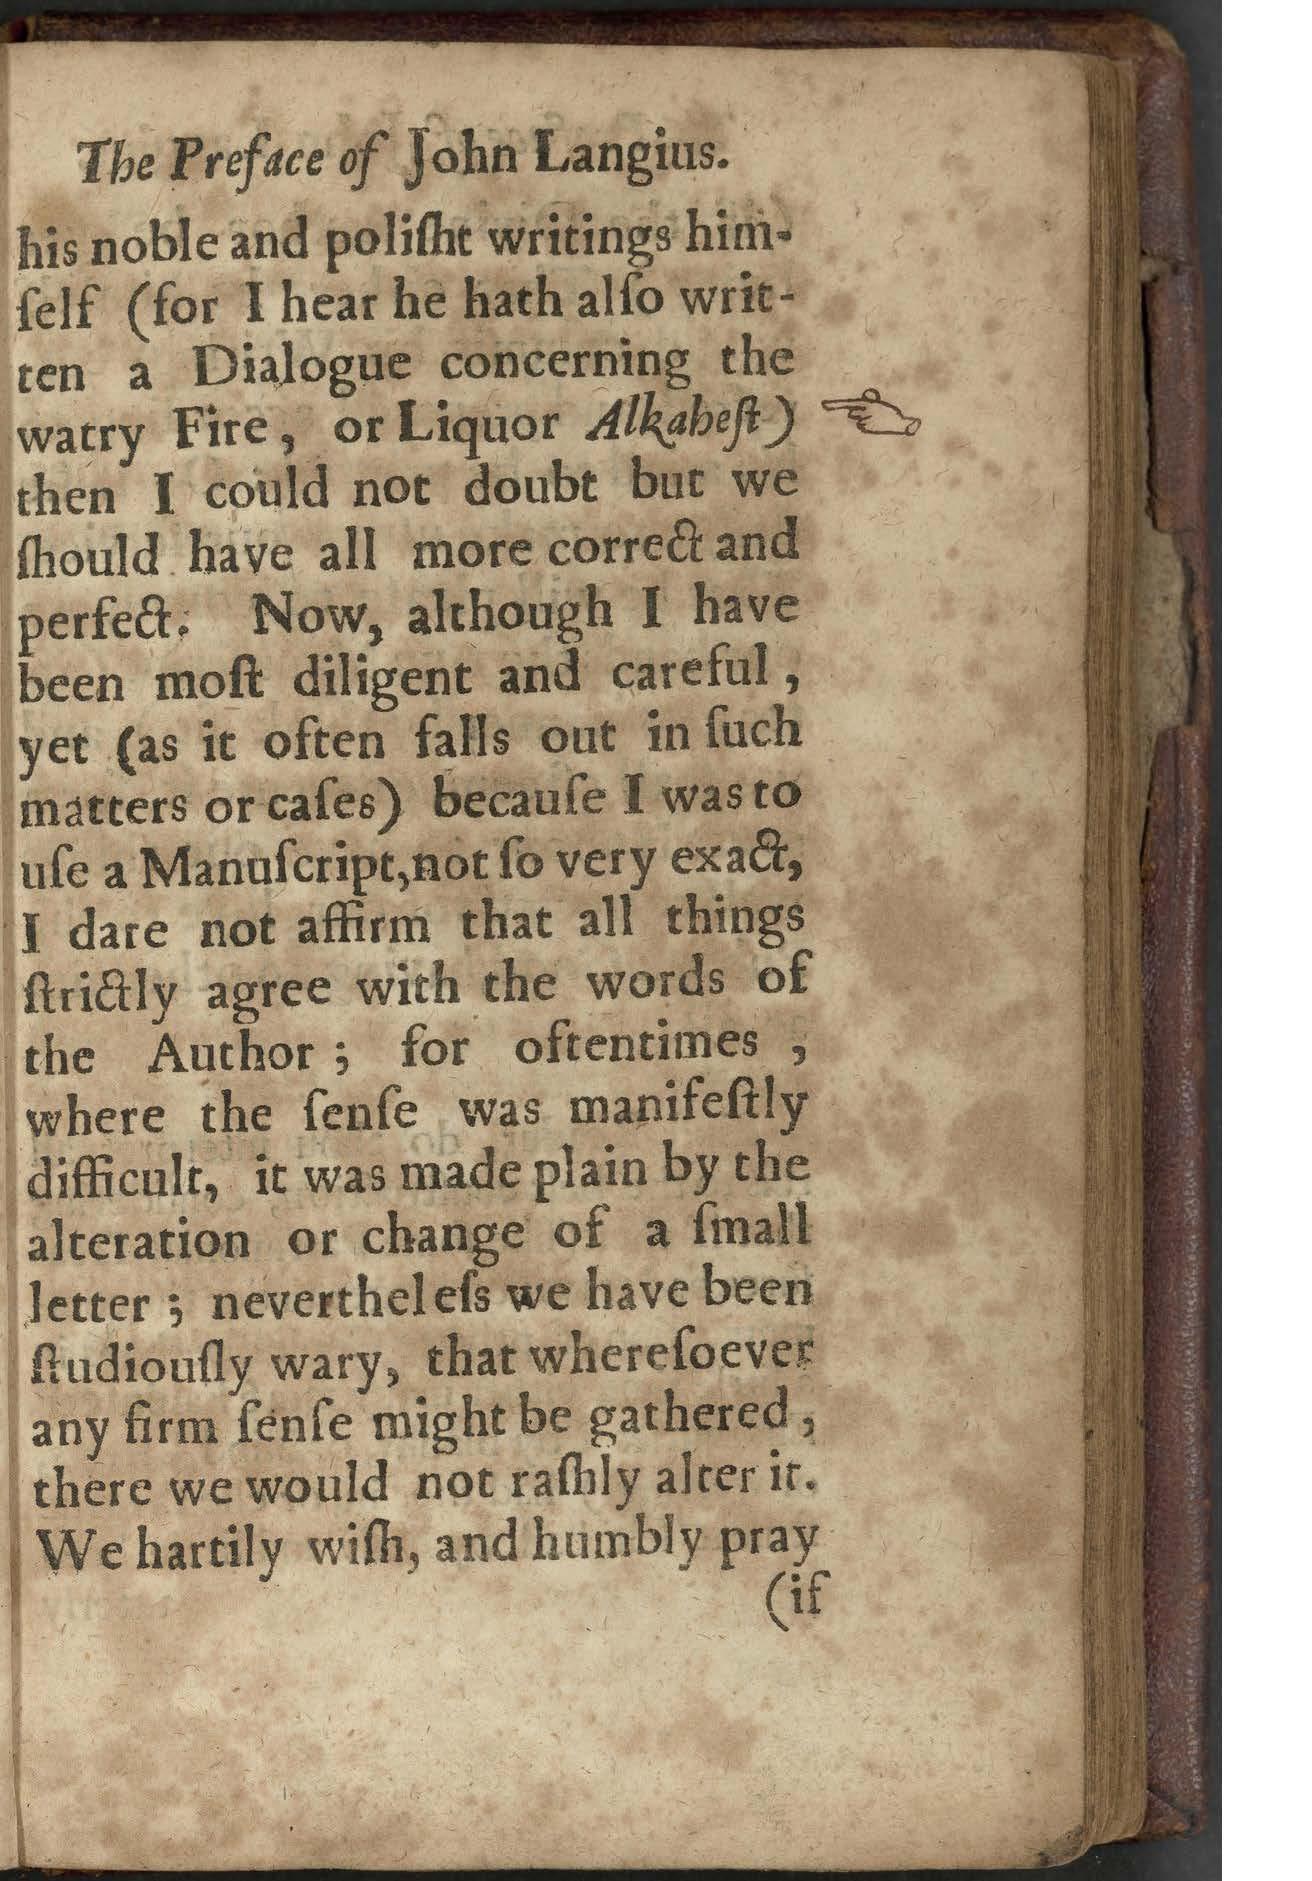 The Preface of John Langius.
his noble and poliſht writings him-
ſelf (for I hear he hath alſo writ-
ten a Dialogue concerning the
watry Fire, or Liquor Alkaheſt)
then I could not doubt but we
ſhould have all more correct and
perfect. Now, although I have
been moſt diligent and careful,
yet (as it often falls out in ſuch
matters or caſes) becauſe I was to
uſe a Manuſcript, not ſo very exact,
I dare not affirm that all things
ſtrictly agree with the words of
the Author; for oftentimes,
where the ſenſe was manifeſtly
difficult, it was made plain by the
alteration or change of a ſmall
letter; nevertheleſs we have been
ſtudiouſly wary, that whereſoever
any firm ſenſe might be gathered,
there we would not raſhly alter it.
We hartily wiſh, and humbly pray
(if